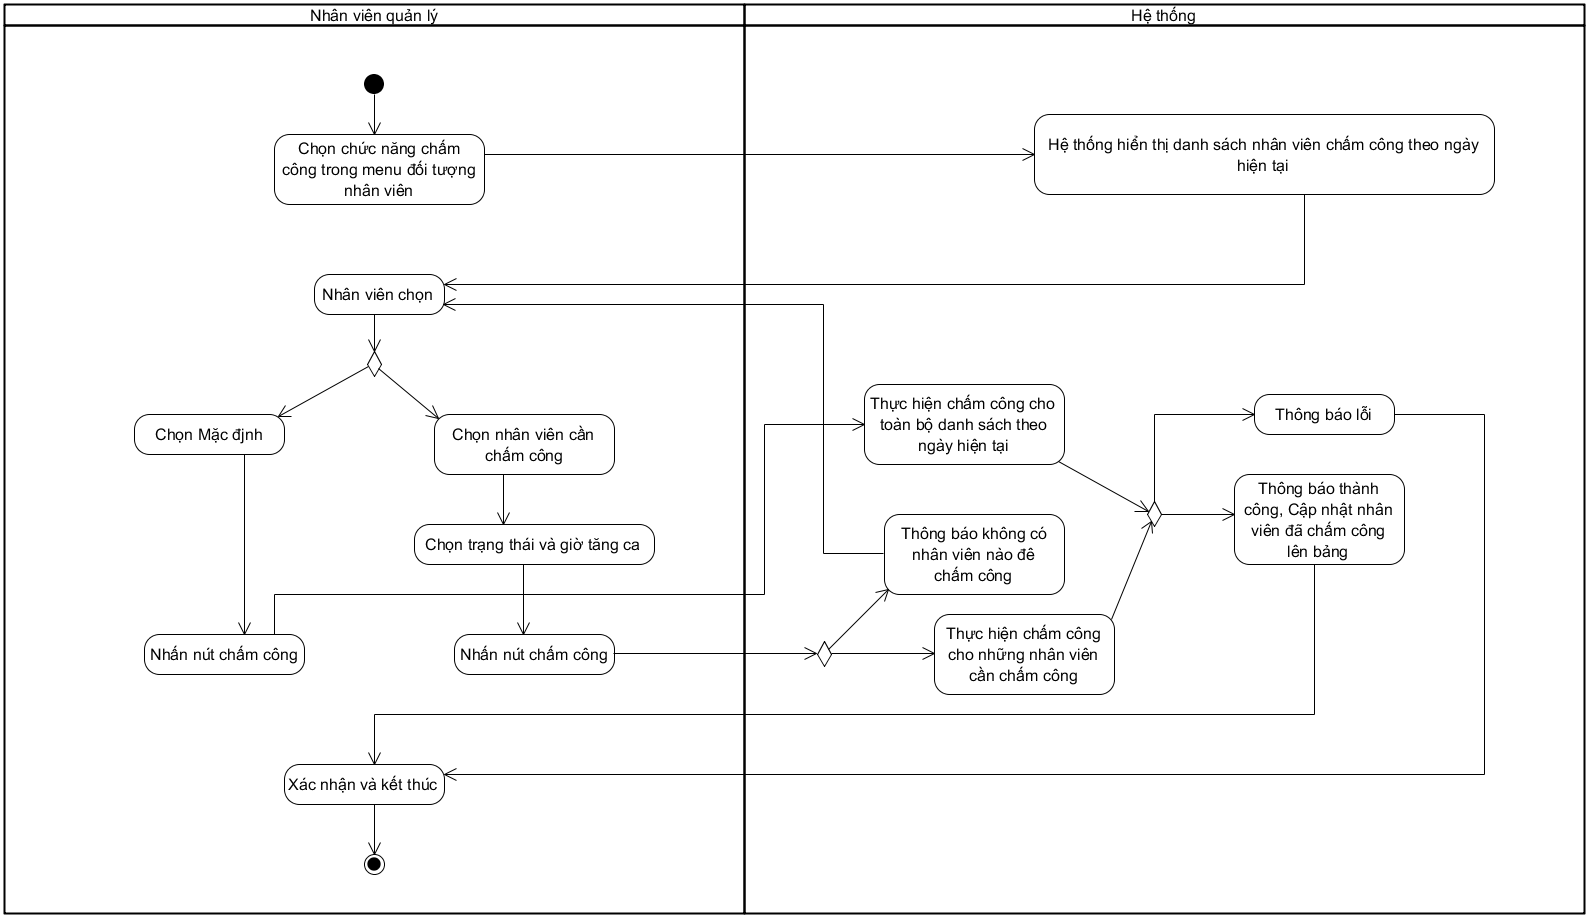 Nhân viên quản lý
Hệ thống
Chọn chức năng chấm
công trong menu đối tượng
nhân viên
Hệ thống hiển thị danh sách nhân viên chấm công theo ngày
hiện tại
Nhân viên chọn
Chọn Mặc định
Chọn nhân viên cần
chấm công
Thực hiện chấm công cho
toàn bộ danh sách theo
ngày hiện tại
Thông báo lỗi
Thông báo thành
công, Cập nhật nhân
viên đã chấm công
lên bảng
Chọn trạng thái và giờ tăng ca
Thông báo không có
nhân viên nào đê
chấm công
Nhấn nút chấm công
Nhấn nút chấm công
Thực hiện chấm công
cho những nhân viên
cần chấm công
Xác nhận và kết thúc